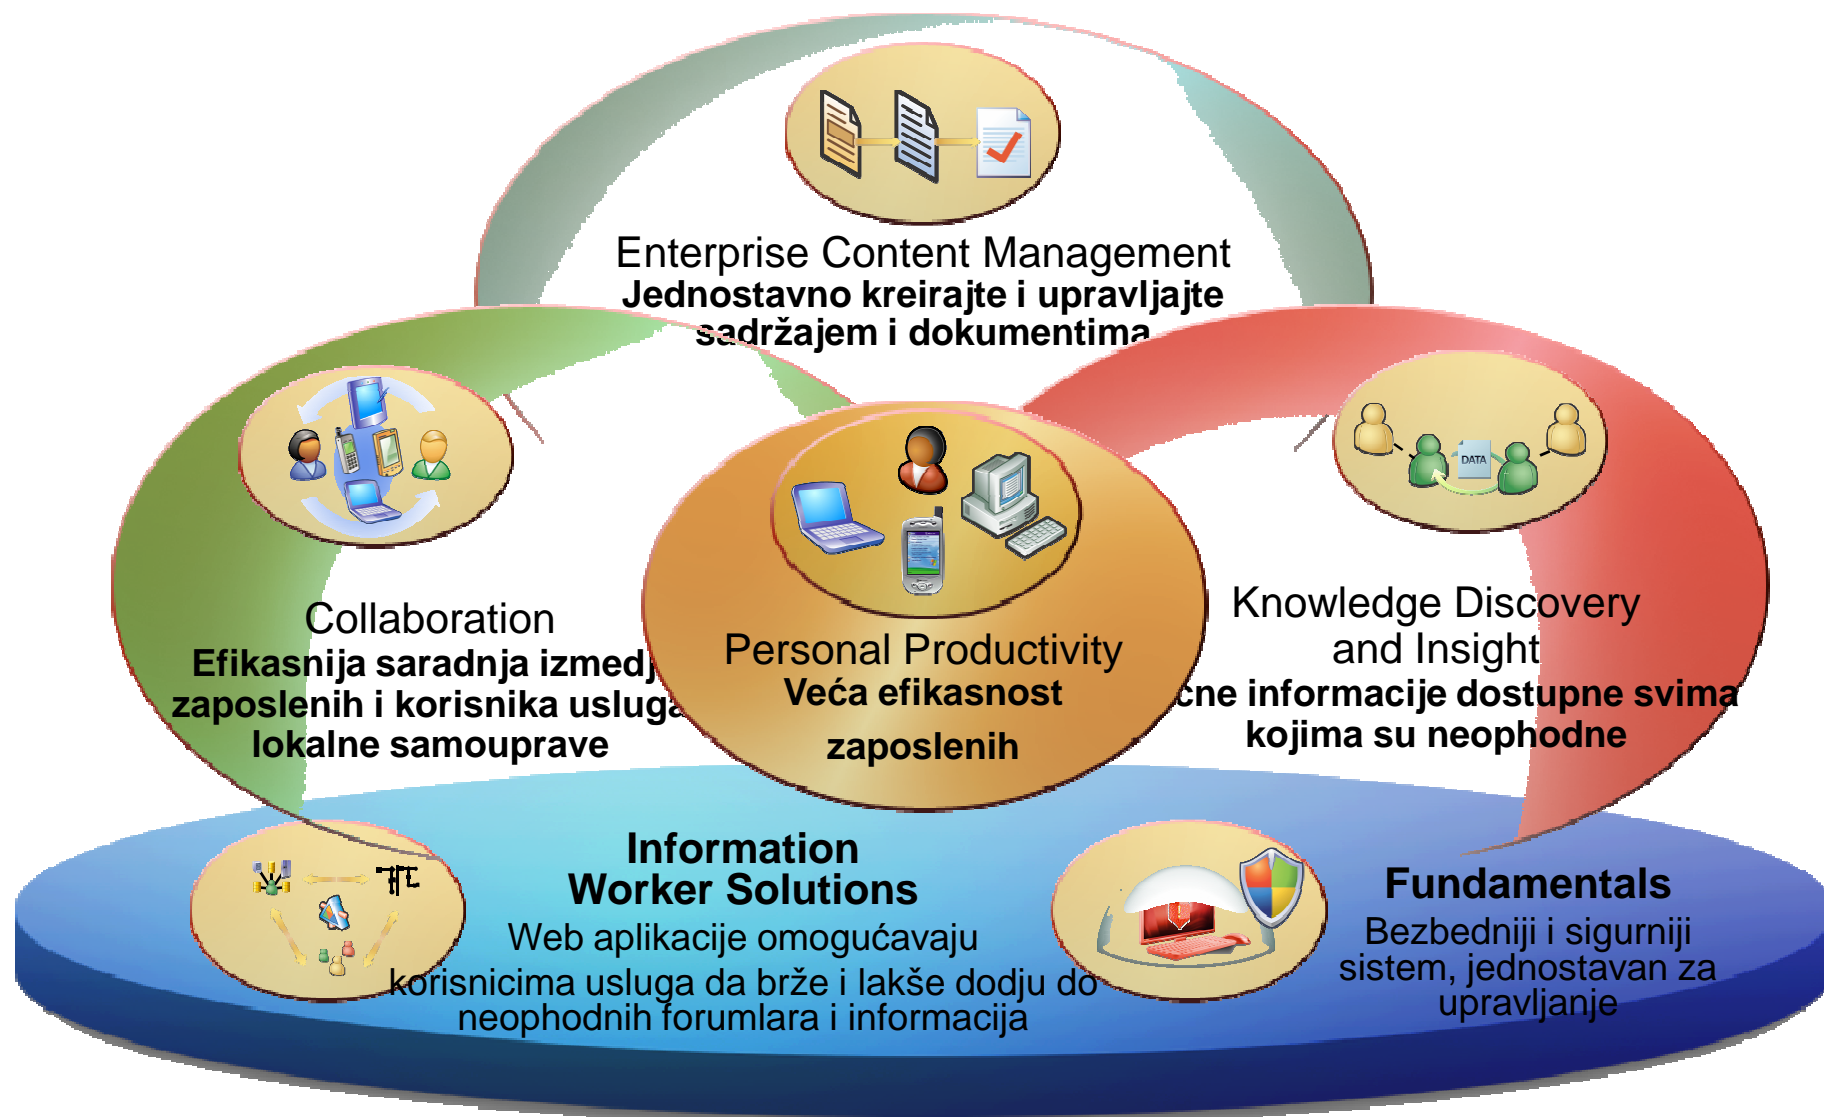 Enterprise Content Management
Jednostavno kreirajte i upravljajte
sadržajem i dokumentima
DATA
Collaboration
Efikasnija saradnja izmedj
zaposlenih i korisnika usluga
lokalne samouprave
Personal Productivity
Veća efikasnost
zaposlenih
Knowledge Discovery
and Insight
informacije dostupne svima
kojima su neophodne
Information
Worker Solutions
Web aplikacije omogućavaju
korisnicima usluga da brže i lakše dodju do
neophodnih forumlara i informacija
Fundamentals
Bezbedniji i sigurniji
sistem, jednostavan za
upravljanje